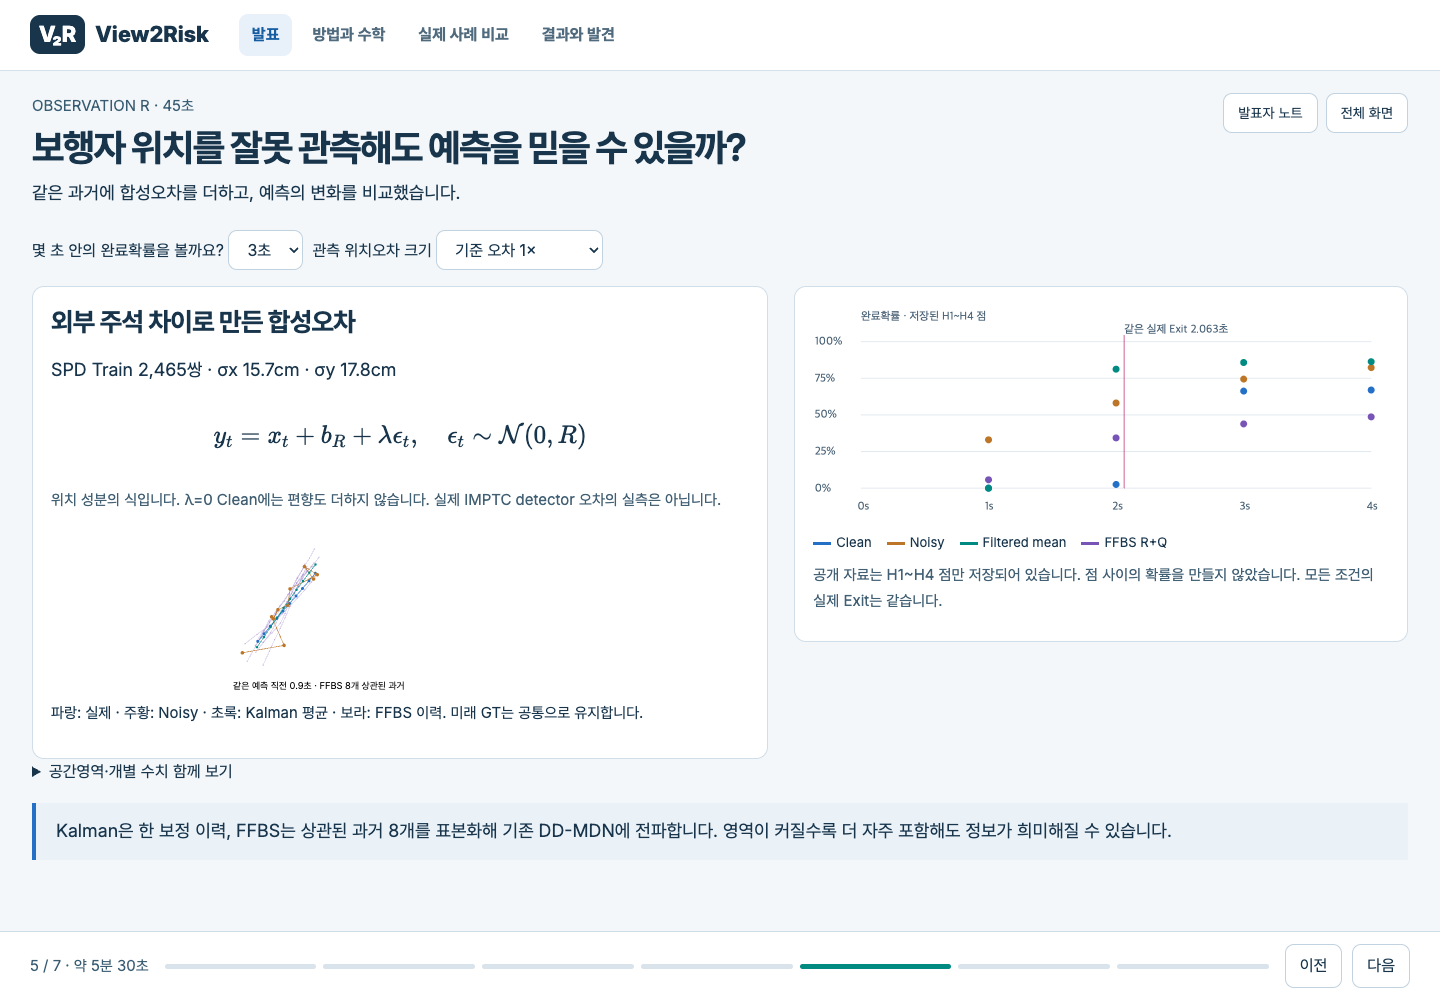 V2R View2Risk 발표 방법과 수학 실제 사례 비교 결과와 발견
OBSERVATION R · 45초
발표자 노트 전체 화면
보행자 위치를 잘못 관측해도 예측을 믿을 수 있을까?
같은 과거에 합성오차를 더하고, 예측의 변화를 비교했습니다.
몇 초 안의 완료확률을 볼까요? 3초 관측 위치오차 크기 기준 오차 1×
외부 주석 차이로 만든 합성오차
SPD Train 2,465쌍 · σx 15.7cm · σy 17.8cm
y_t = x_t + b_R + λϵ_t, ϵ_t ∼ 𝒩(0, R)
위치 성분의 식입니다. λ=0 Clean에는 편향도 더하지 않습니다. 실제 IMPTC detector 오차의 실측은 아닙니다.
같은 예측 직전 0.9초 · FFBS 8개 상관된 과거
파랑: 실제 · 주황: Noisy · 초록: Kalman 평균 · 보라: FFBS 이력. 미래 GT는 공통으로 유지합니다.
완료확률 · 저장된 H1~H4 점
같은 실제 Exit 2.063초
100%
75%
50%
25%
0%
0s 1s 2s 3s 4s
Clean Noisy Filtered mean FFBS R+Q
공개 자료는 H1~H4 점만 저장되어 있습니다. 점 사이의 확률을 만들지 않았습니다. 모든 조건의
실제 Exit는 같습니다.
▶ 공간영역·개별 수치 함께 보기
Kalman은 한 보정 이력, FFBS는 상관된 과거 8개를 표본화해 기존 DD-MDN에 전파합니다. 영역이 커질수록 더 자주 포함해도 정보가 희미해질 수 있습니다.
5 / 7 · 약 5분 30초 이전 다음